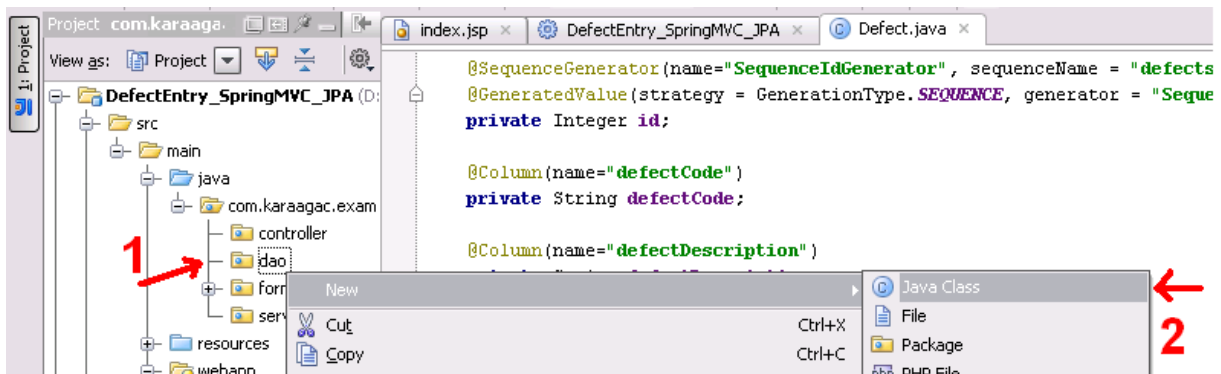 Project com.karaaga
1: Project
View as: Project
DefectEntry_SpringMVC_JPA (D:
src
main
java
com.karaagac.exam
controller
dao
form
serv
resources
webapp
1
index.jsp
DefectEntry_SpringMVC_JPA
Defect.java
@SequenceGenerator(name="SequenceIdGenerator", sequenceName = "defects
@GeneratedValue(strategy = GenerationType.SEQUENCE, generator = "Seque
private Integer id;
@Column(name="defectCode")
private String defectCode;
@Column(name="defectDescription")
New
Cut Ctrl+X
Copy Ctrl+C
Java Class
File
Package
PHP File
2